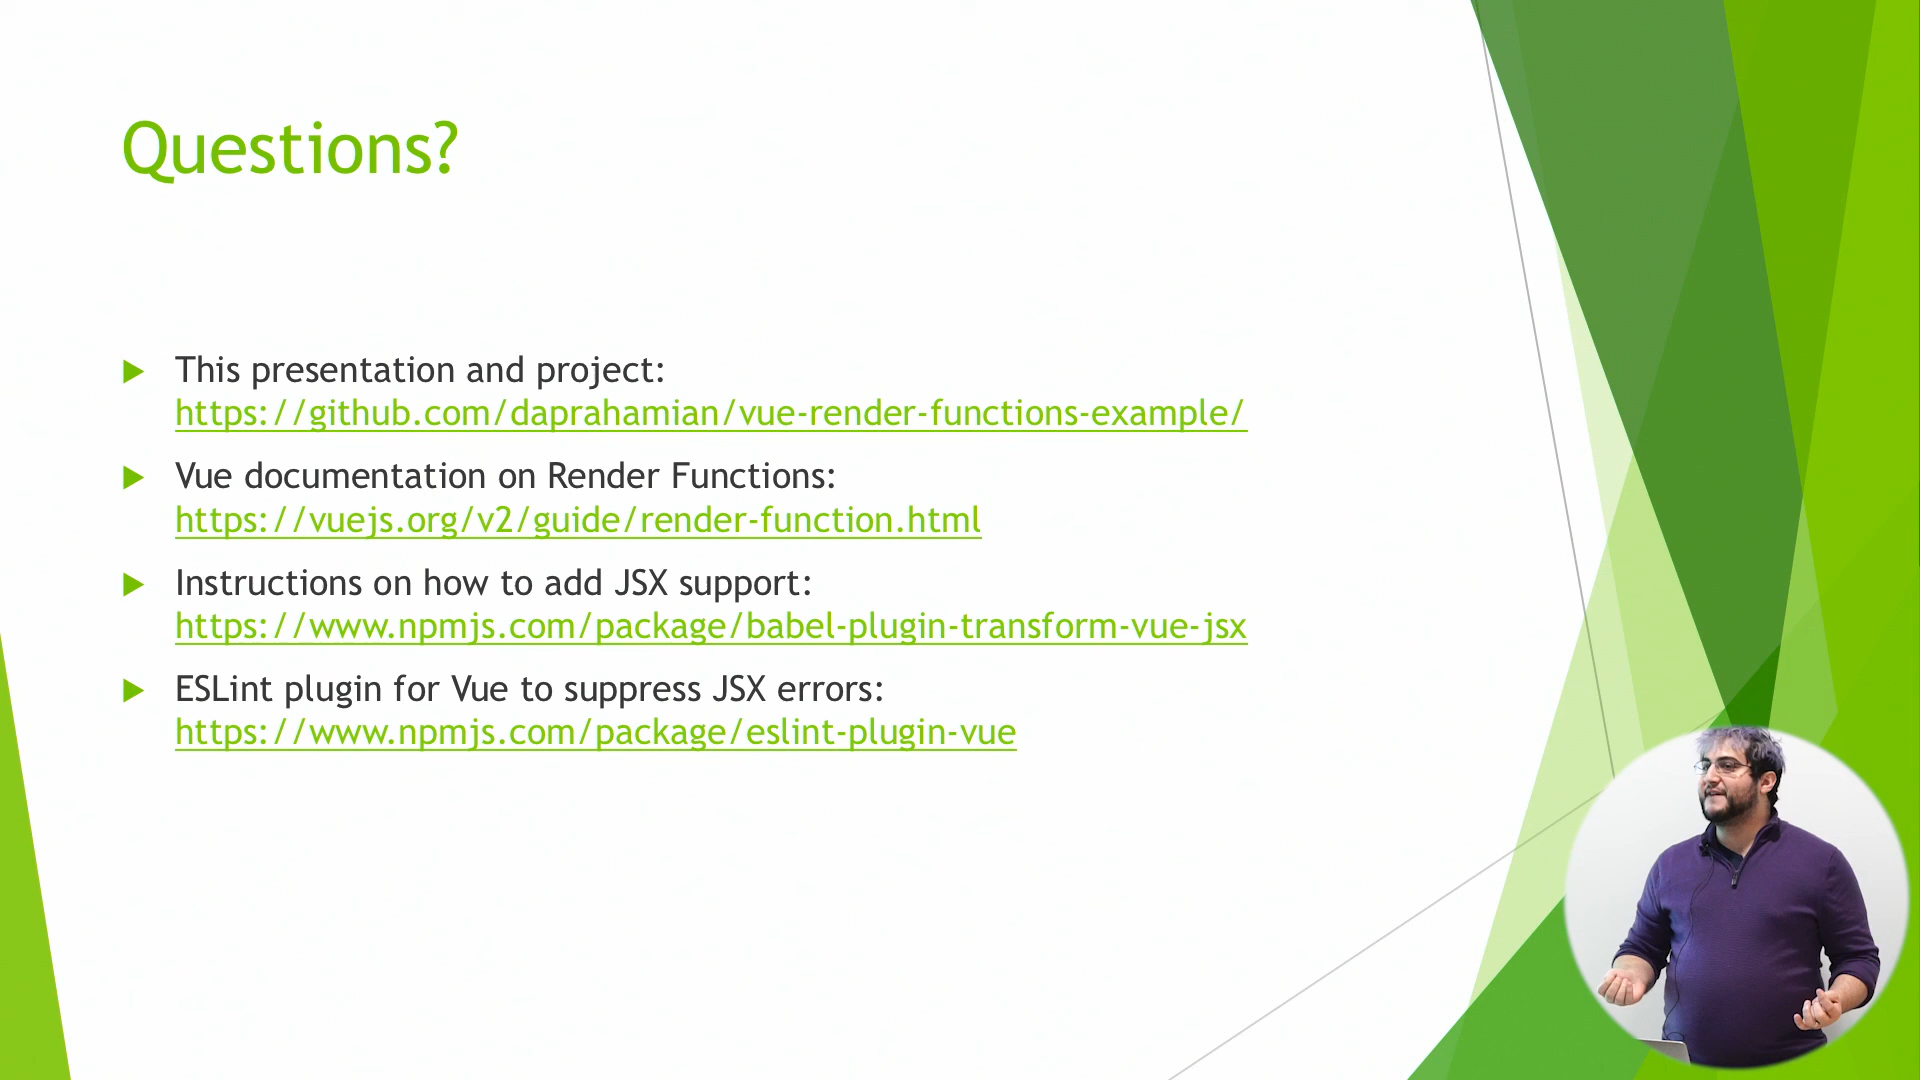 Questions?
This presentation and project:
https://github.com/daprahamian/vue-render-functions-example/
Vue documentation on Render Functions:
https://vuejs.org/v2/guide/render-function.html
Instructions on how to add JSX support:
https://www.npmjs.com/package/babel-plugin-transform-vue-jsx
ESLint plugin for Vue to suppress JSX errors:
https://www.npmjs.com/package/eslint-plugin-vue